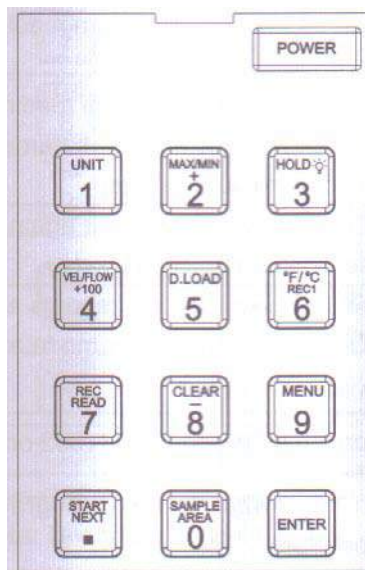 POWER
UNIT
1
MAX/MIN
+
2
HOLD
3
VEL/FLOW
+100
4
D.LOAD
5
°F/°C
REC1
6
REC
READ
7
CLEAR
–
8
MENU
9
START
NEXT
.
SAMPLE
AREA
0
ENTER